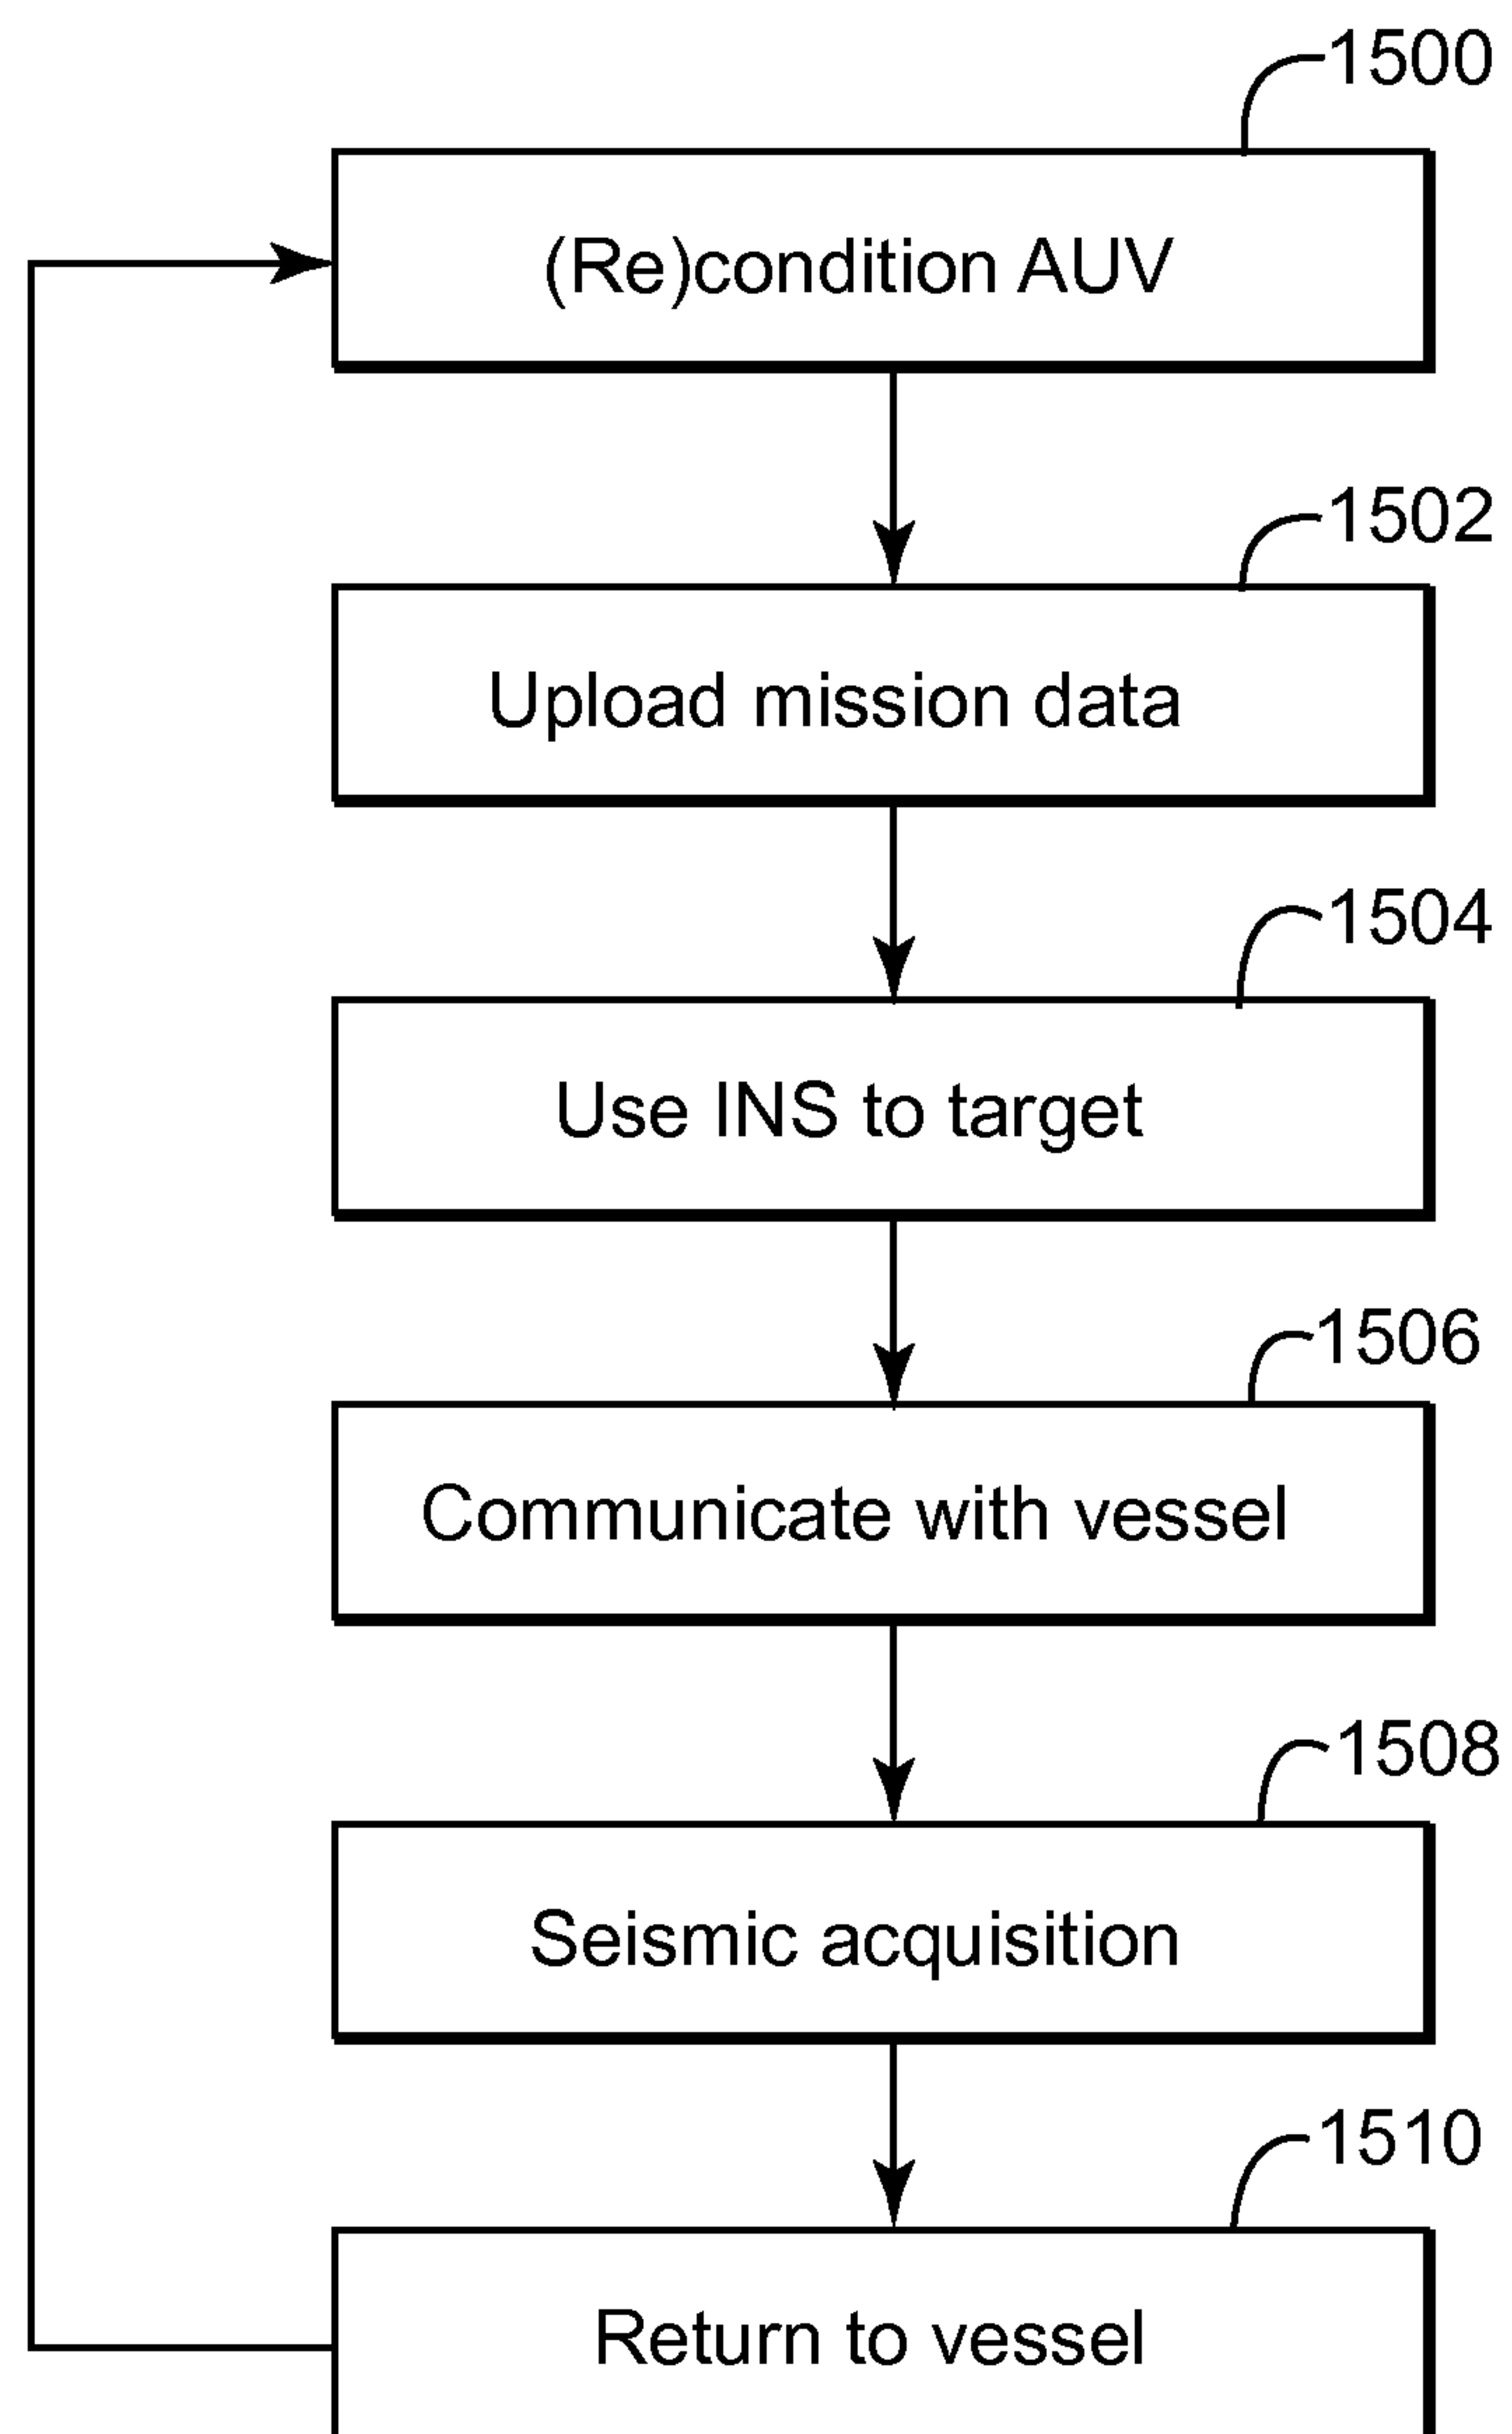 1500
(Re)condition AUV
1502
Upload mission data
1504
Use INS to target
1506
Communicate with vessel
1508
Seismic acquisition
1510
Return to vessel